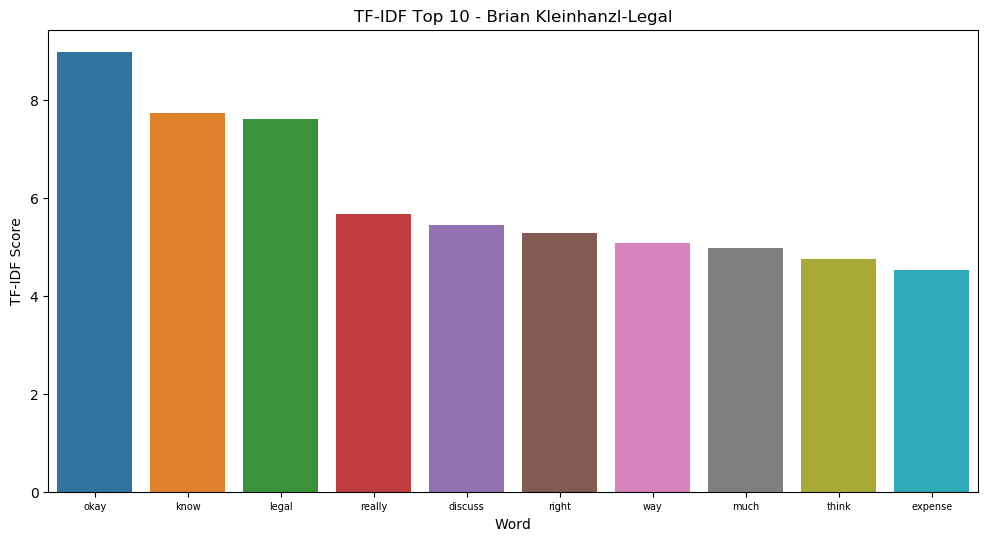 TF-IDF Top 10 - Brian Kleinhanzl-Legal
TF-IDF Score
8
6
4
2
0
okay know legal really discuss right way much think expense
Word